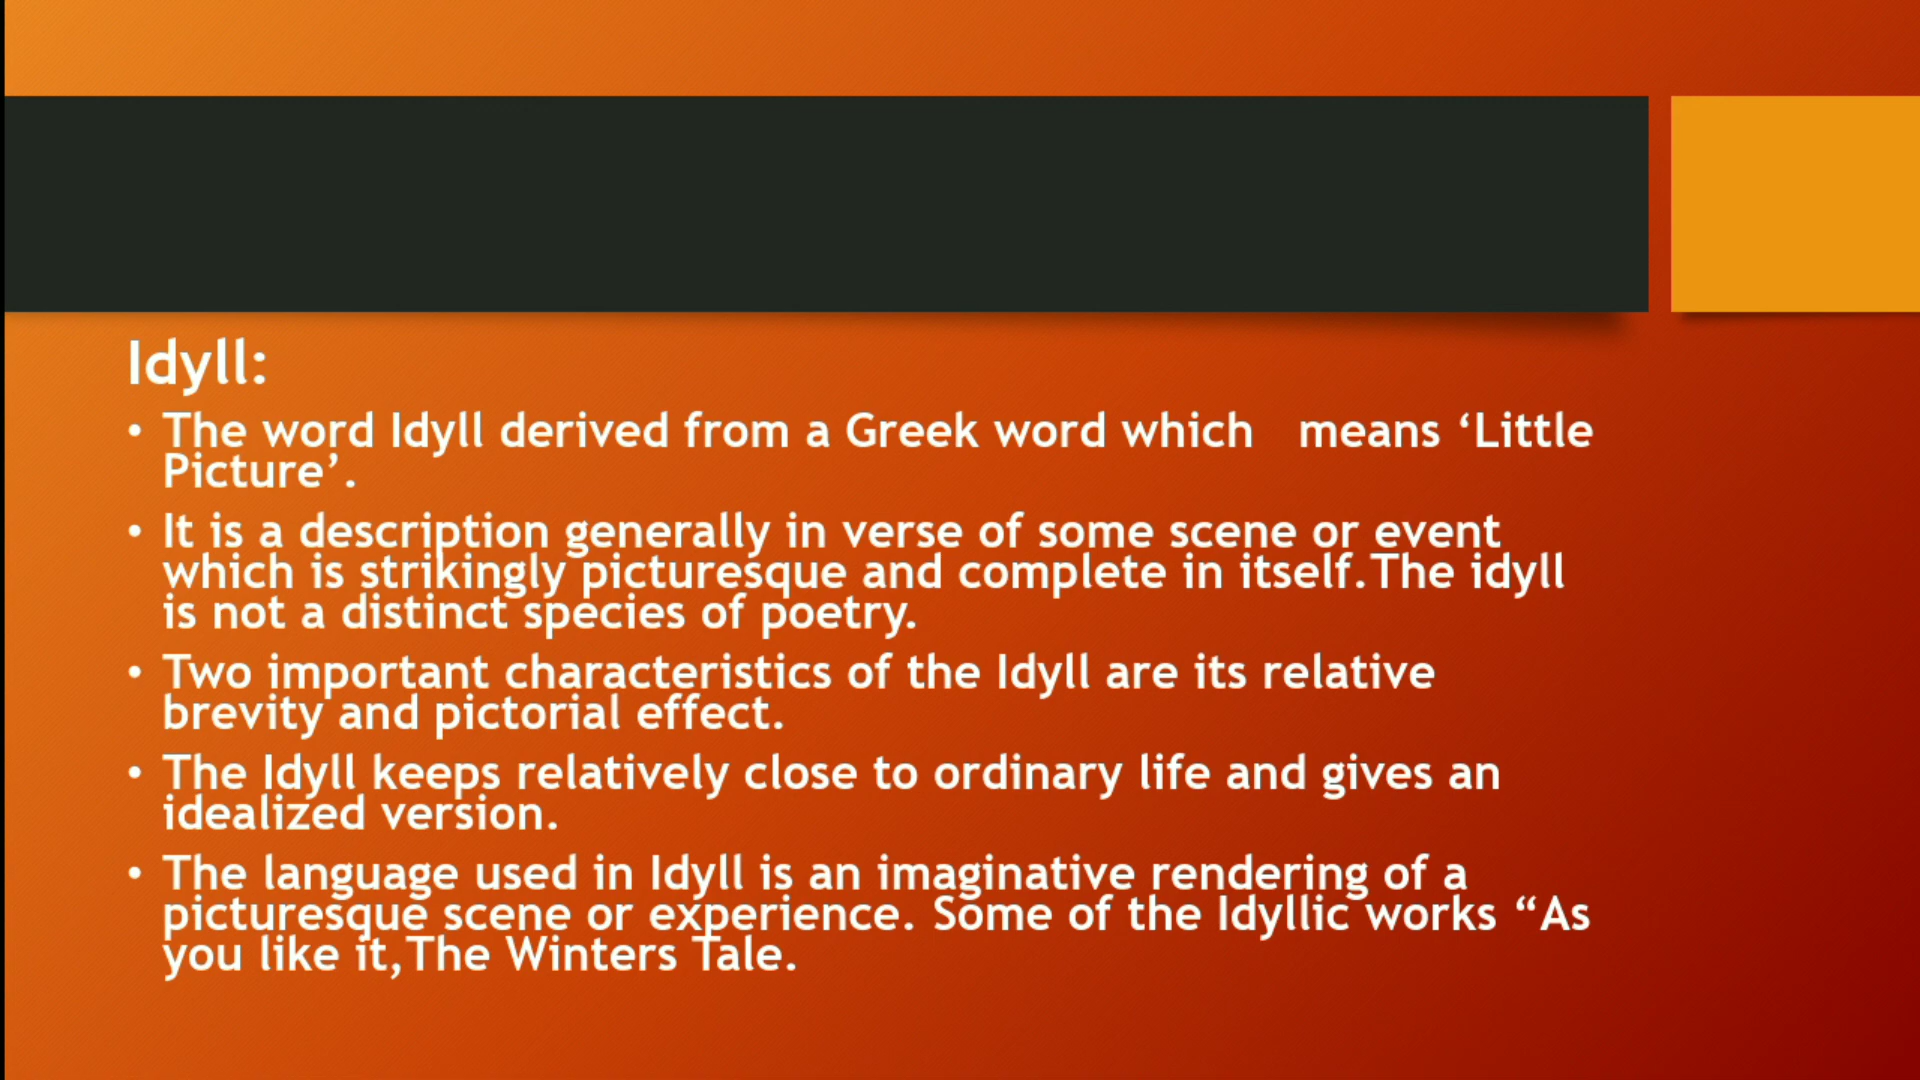 Idyll:
• The word Idyll derived from a Greek word which   means ‘Little
Picture’.
• It is a description generally in verse of some scene or event
which is strikingly picturesque and complete in itself.The idyll
is not a distinct species of poetry.
• Two important characteristics of the Idyll are its relative
brevity and pictorial effect.
• The Idyll keeps relatively close to ordinary life and gives an
idealized version.
• The language used in Idyll is an imaginative rendering of a
picturesque scene or experience. Some of the Idyllic works “As
you like it,The Winters Tale.